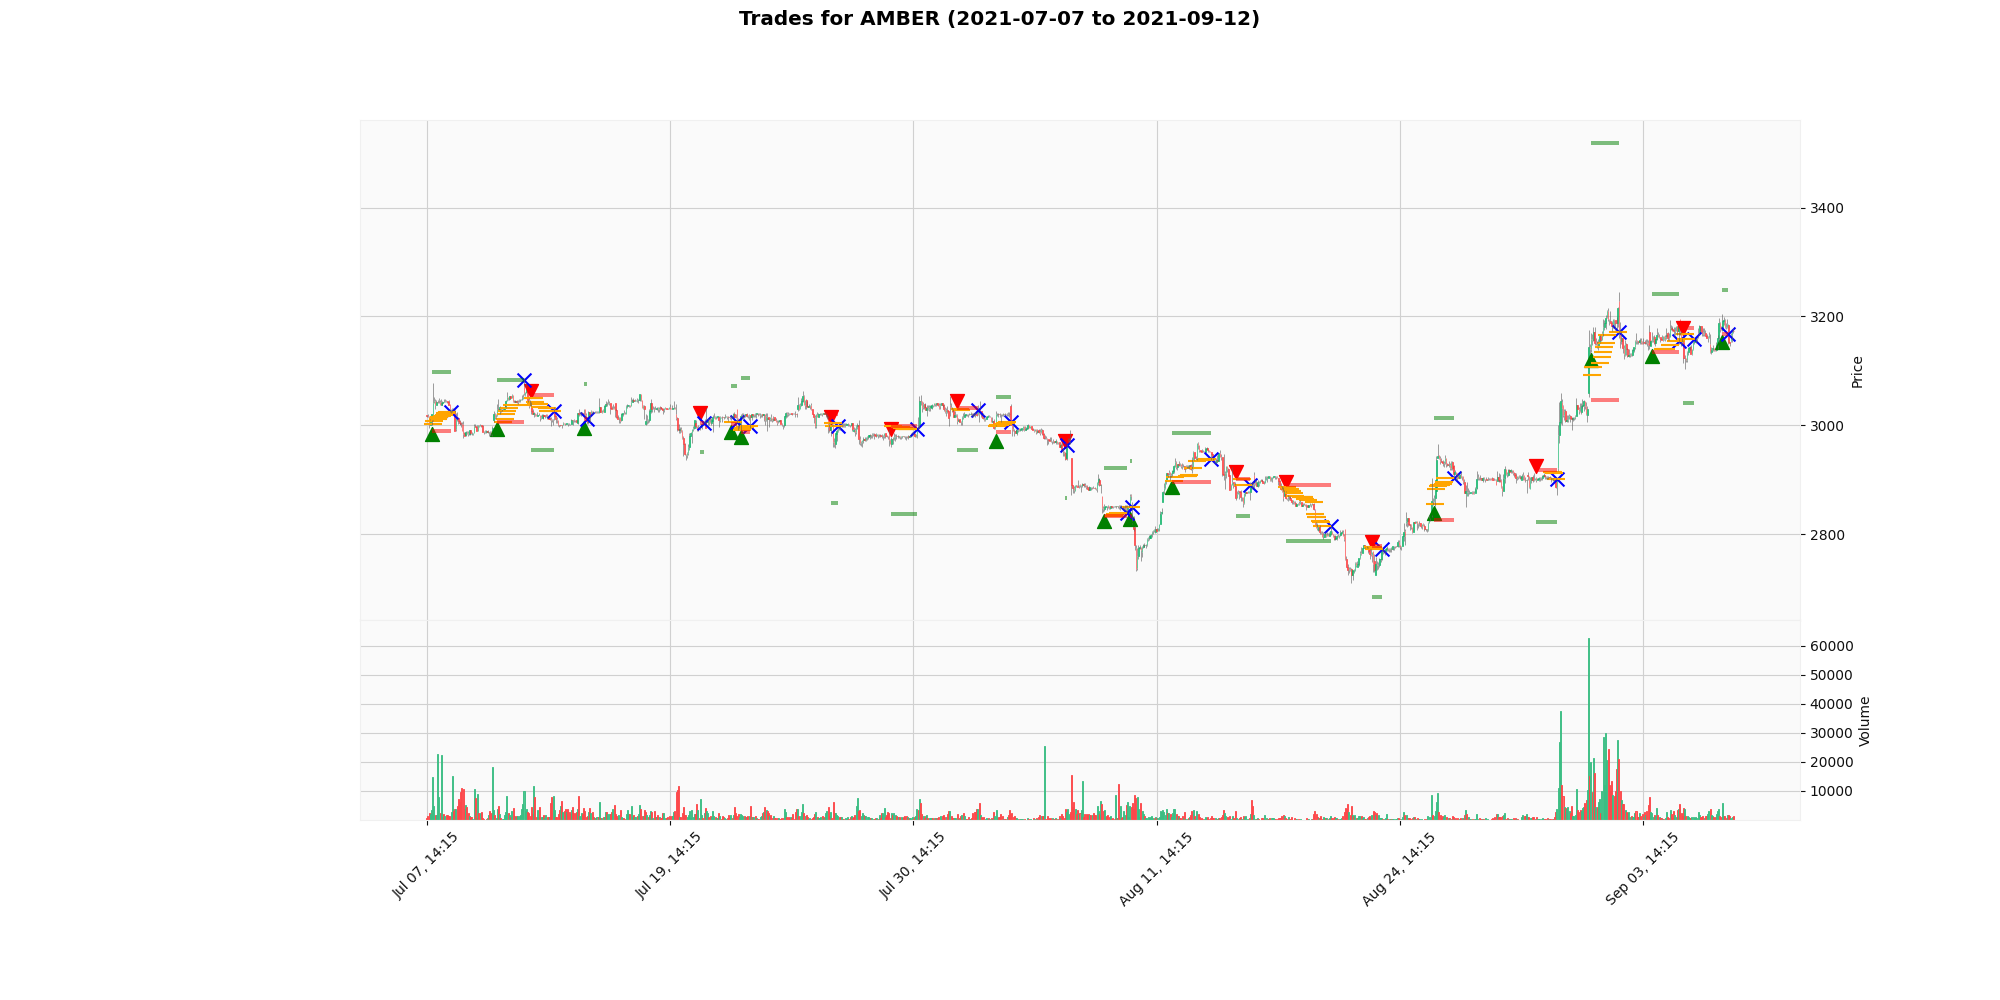 Trades for AMBER (2021-07-07 to 2021-09-12)
3400
3200
3000
2800
Price
60000
50000
40000
30000
20000
10000
Volume
Jul 07, 14:15
Jul 19, 14:15
Jul 30, 14:15
Aug 11, 14:15
Aug 24, 14:15
Sep 03, 14:15